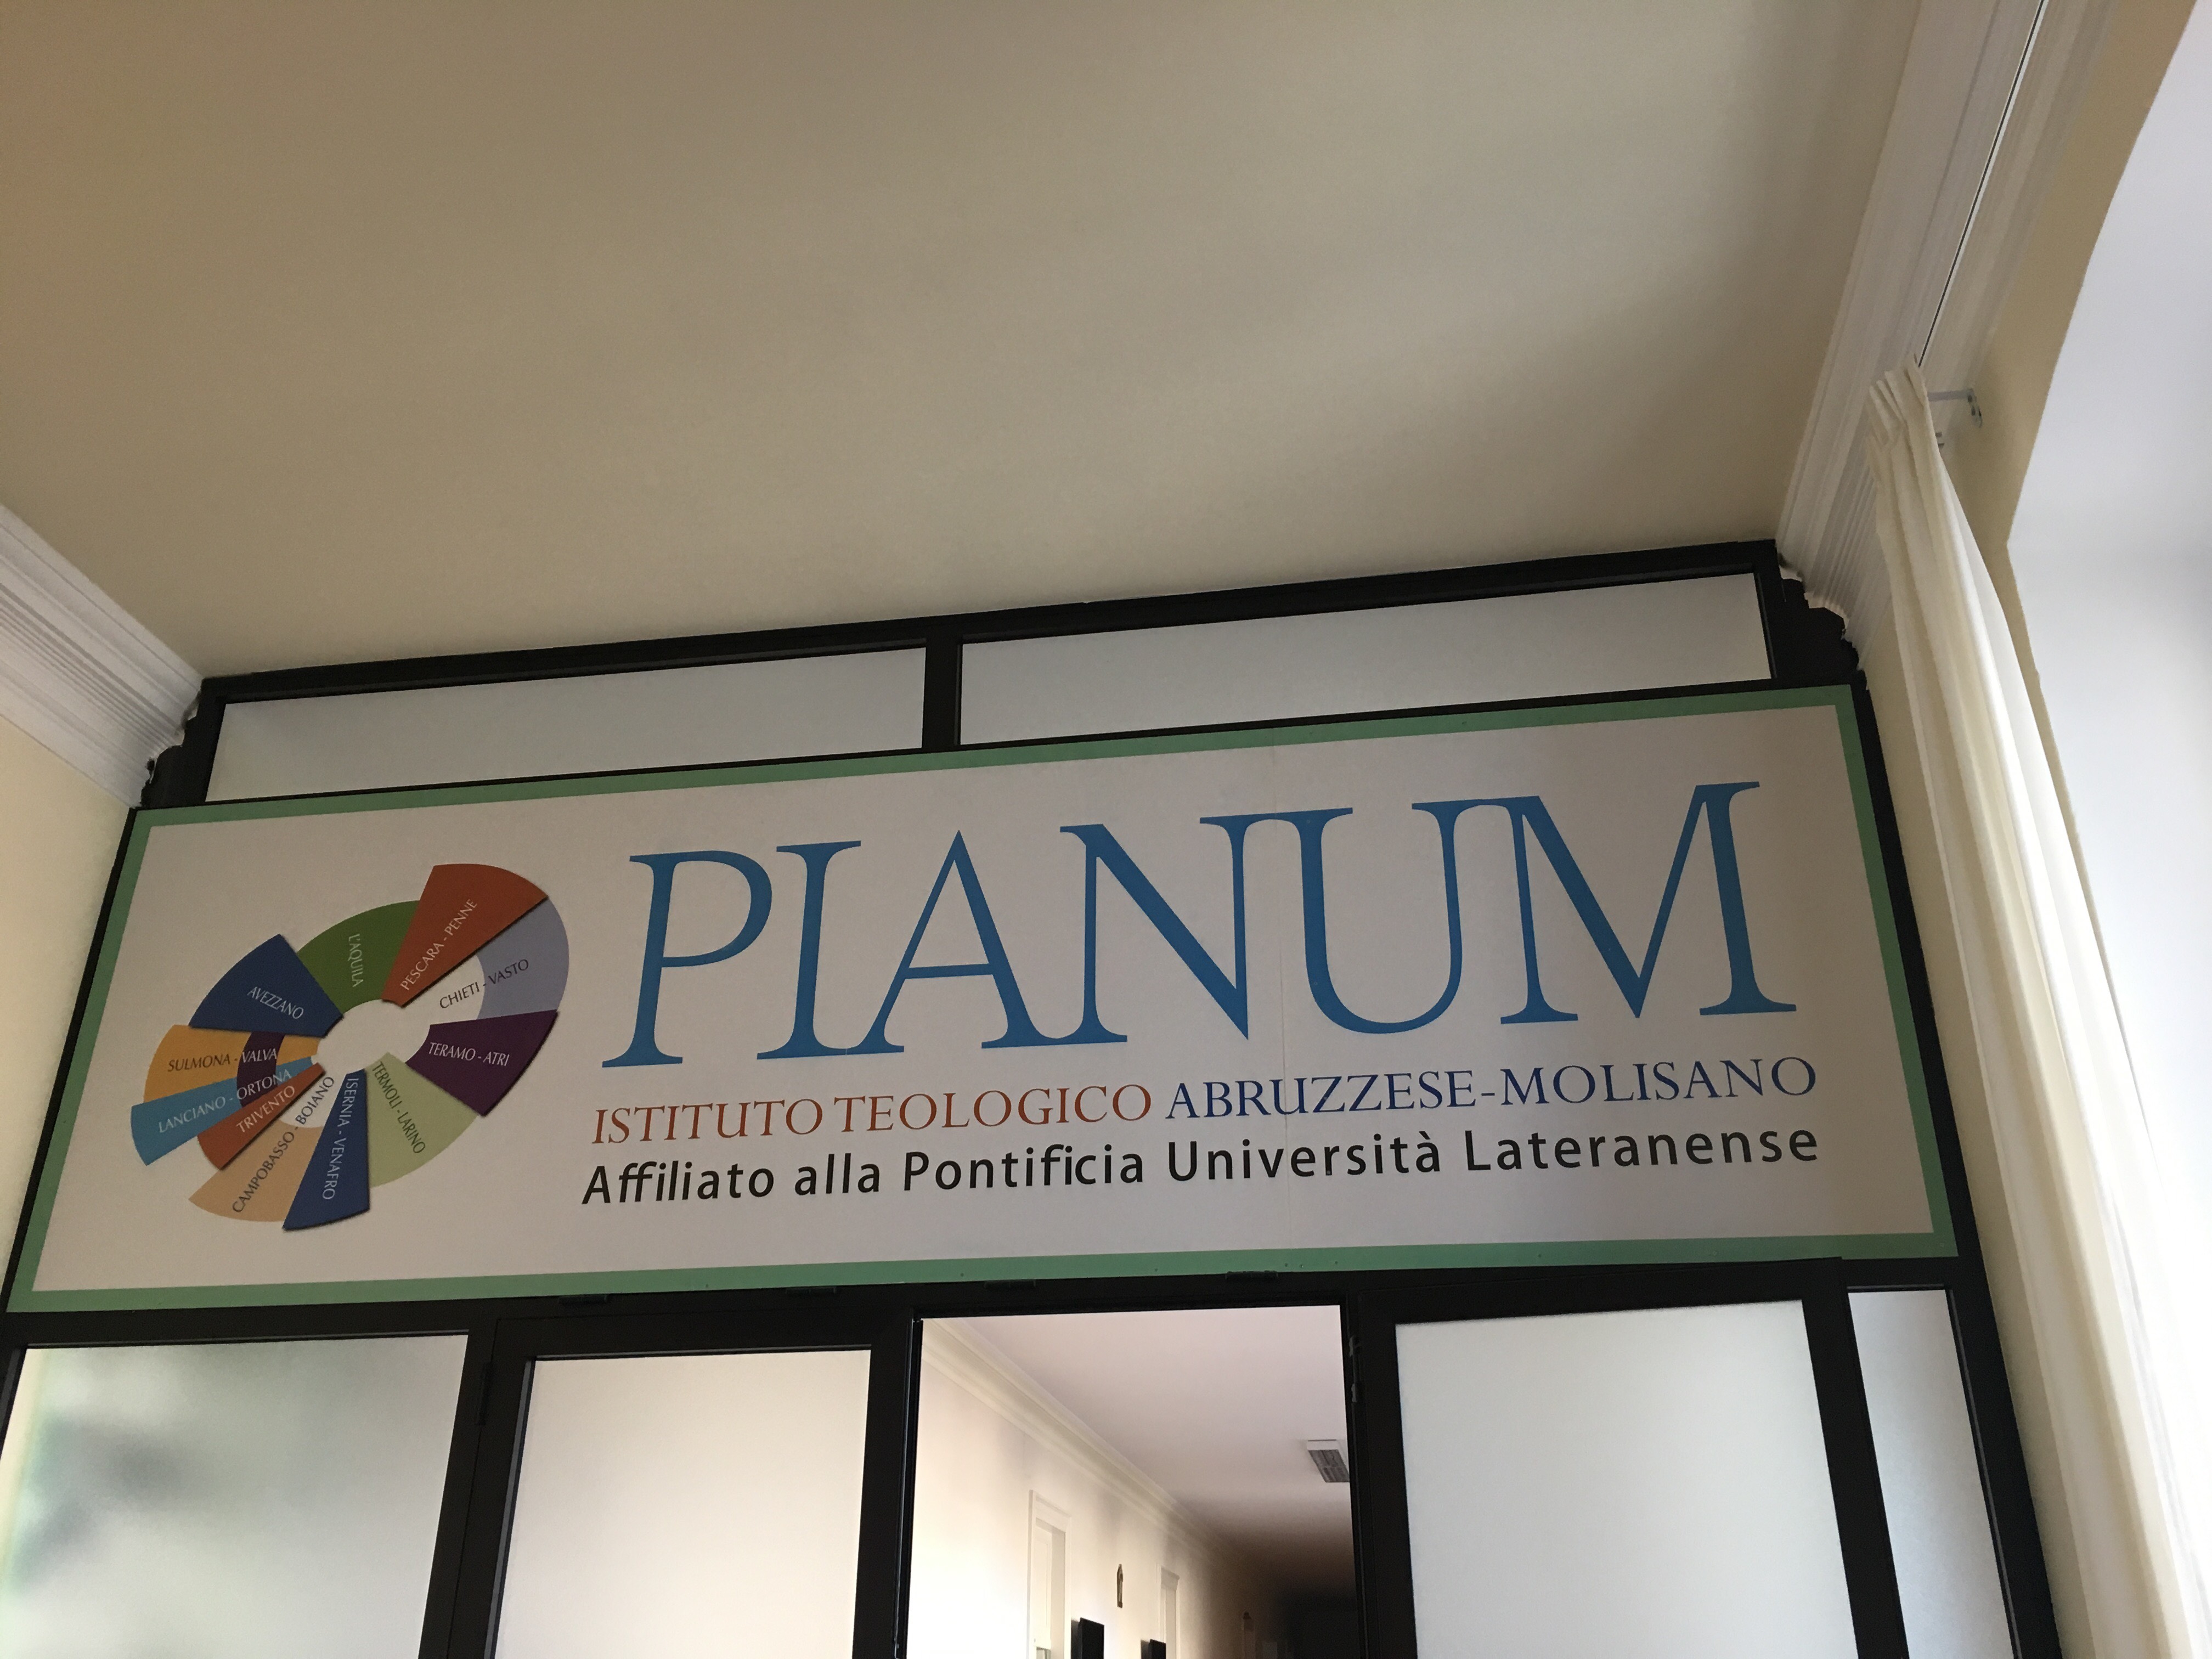 PIANUM
ISTITUTO TEOLOGICO ABRUZZESE-MOLISANO
Affiliato alla Pontificia Università Lateranense
PESCARA - PENNE
CHIETI - VASTO
TERAMO - ATRI
TERMOLI - LARINO
ISERNIA - VENAFRO
CAMPOBASSO - BOIANO
TRIVENTO
LANCIANO - ORTONA
SULMONA - VALVA
AVEZZANO
L'AQUILA